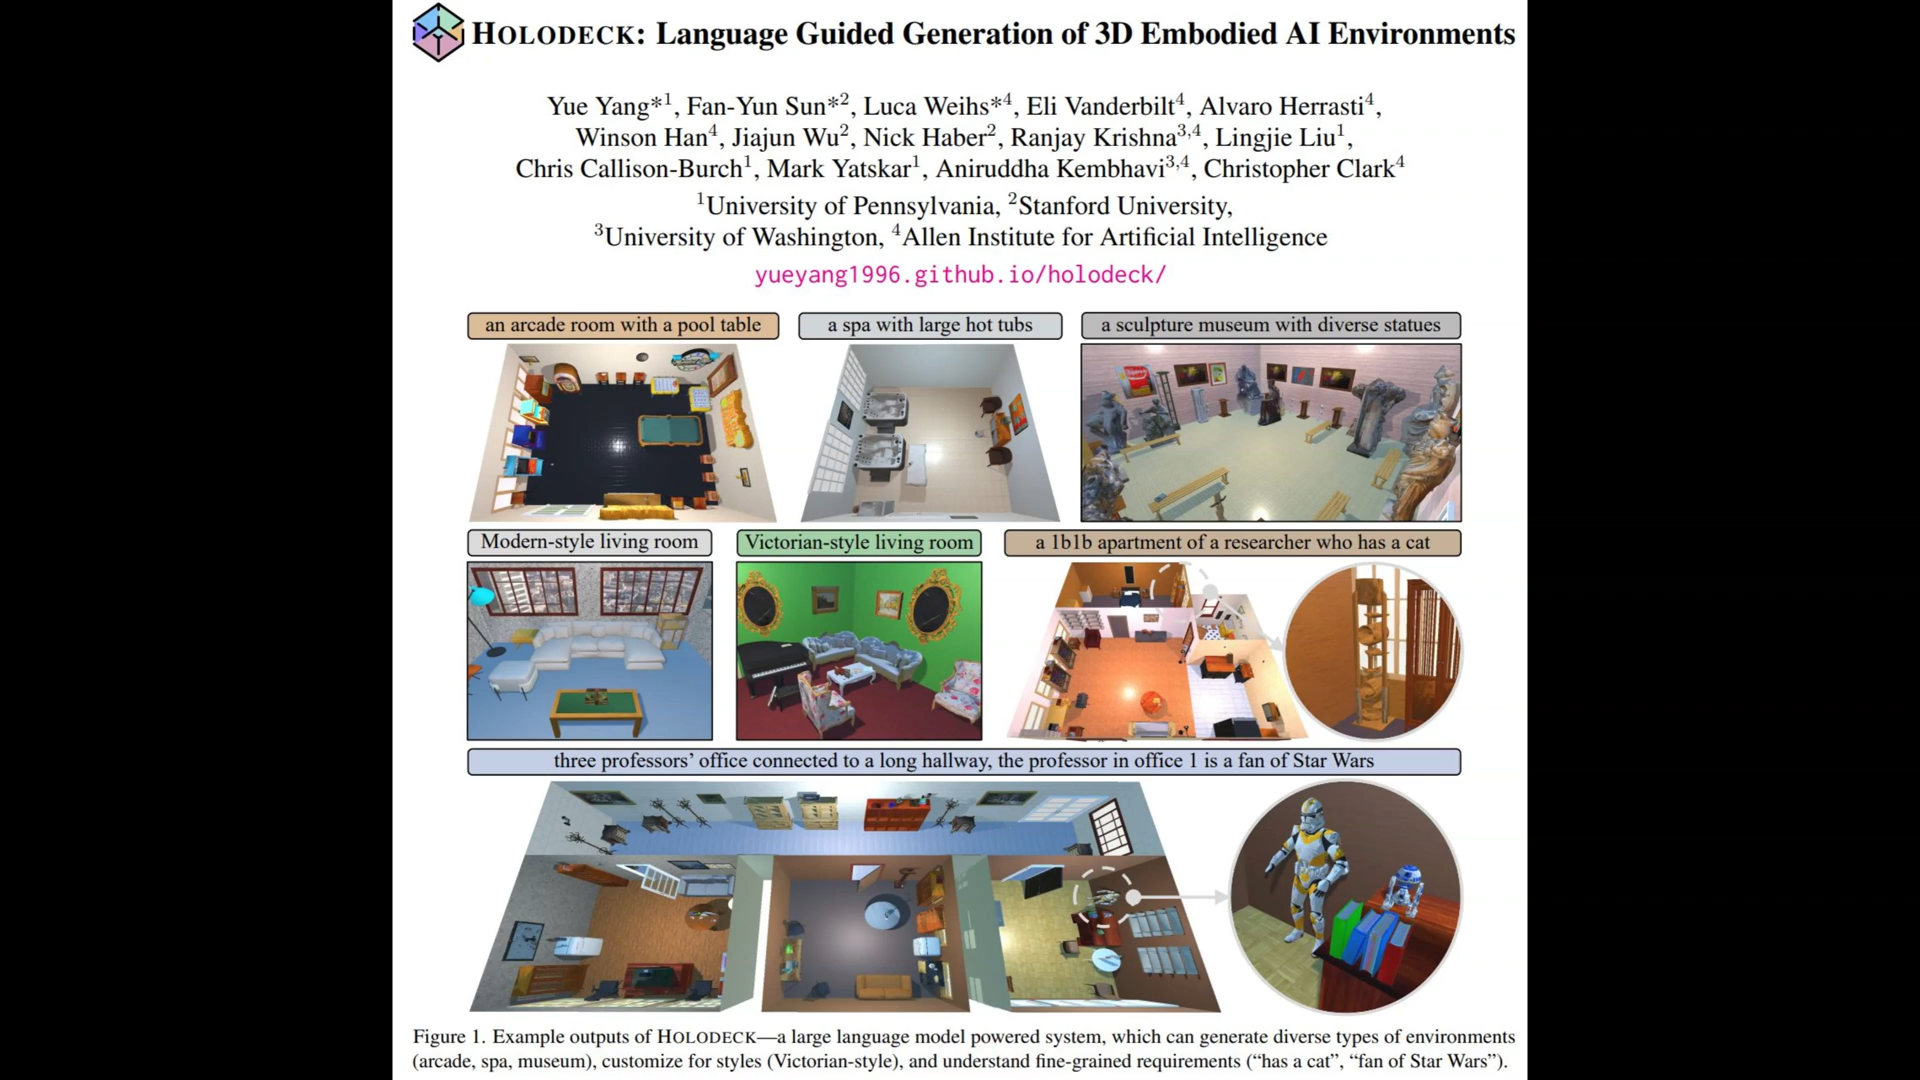 HOLODECK: Language Guided Generation of 3D Embodied AI Environments
Yue Yang*1, Fan-Yun Sun*2, Luca Weihs*4, Eli Vanderbilt4, Alvaro Herrasti4,
Winson Han4, Jiajun Wu2, Nick Haber2, Ranjay Krishna3,4, Lingjie Liu1,
Chris Callison-Burch1, Mark Yatskar1, Aniruddha Kembhavi3,4, Christopher Clark4
1University of Pennsylvania, 2Stanford University,
3University of Washington, 4Allen Institute for Artificial Intelligence
yueyang1996.github.io/holodeck/
an arcade room with a pool table
a spa with large hot tubs
a sculpture museum with diverse statues
Modern-style living room
Victorian-style living room
a 1b1b apartment of a researcher who has a cat
three professors’ office connected to a long hallway, the professor in office 1 is a fan of Star Wars
Figure 1. Example outputs of HOLODECK—a large language model powered system, which can generate diverse types of environments
(arcade, spa, museum), customize for styles (Victorian-style), and understand fine-grained requirements (“has a cat”, “fan of Star Wars”).